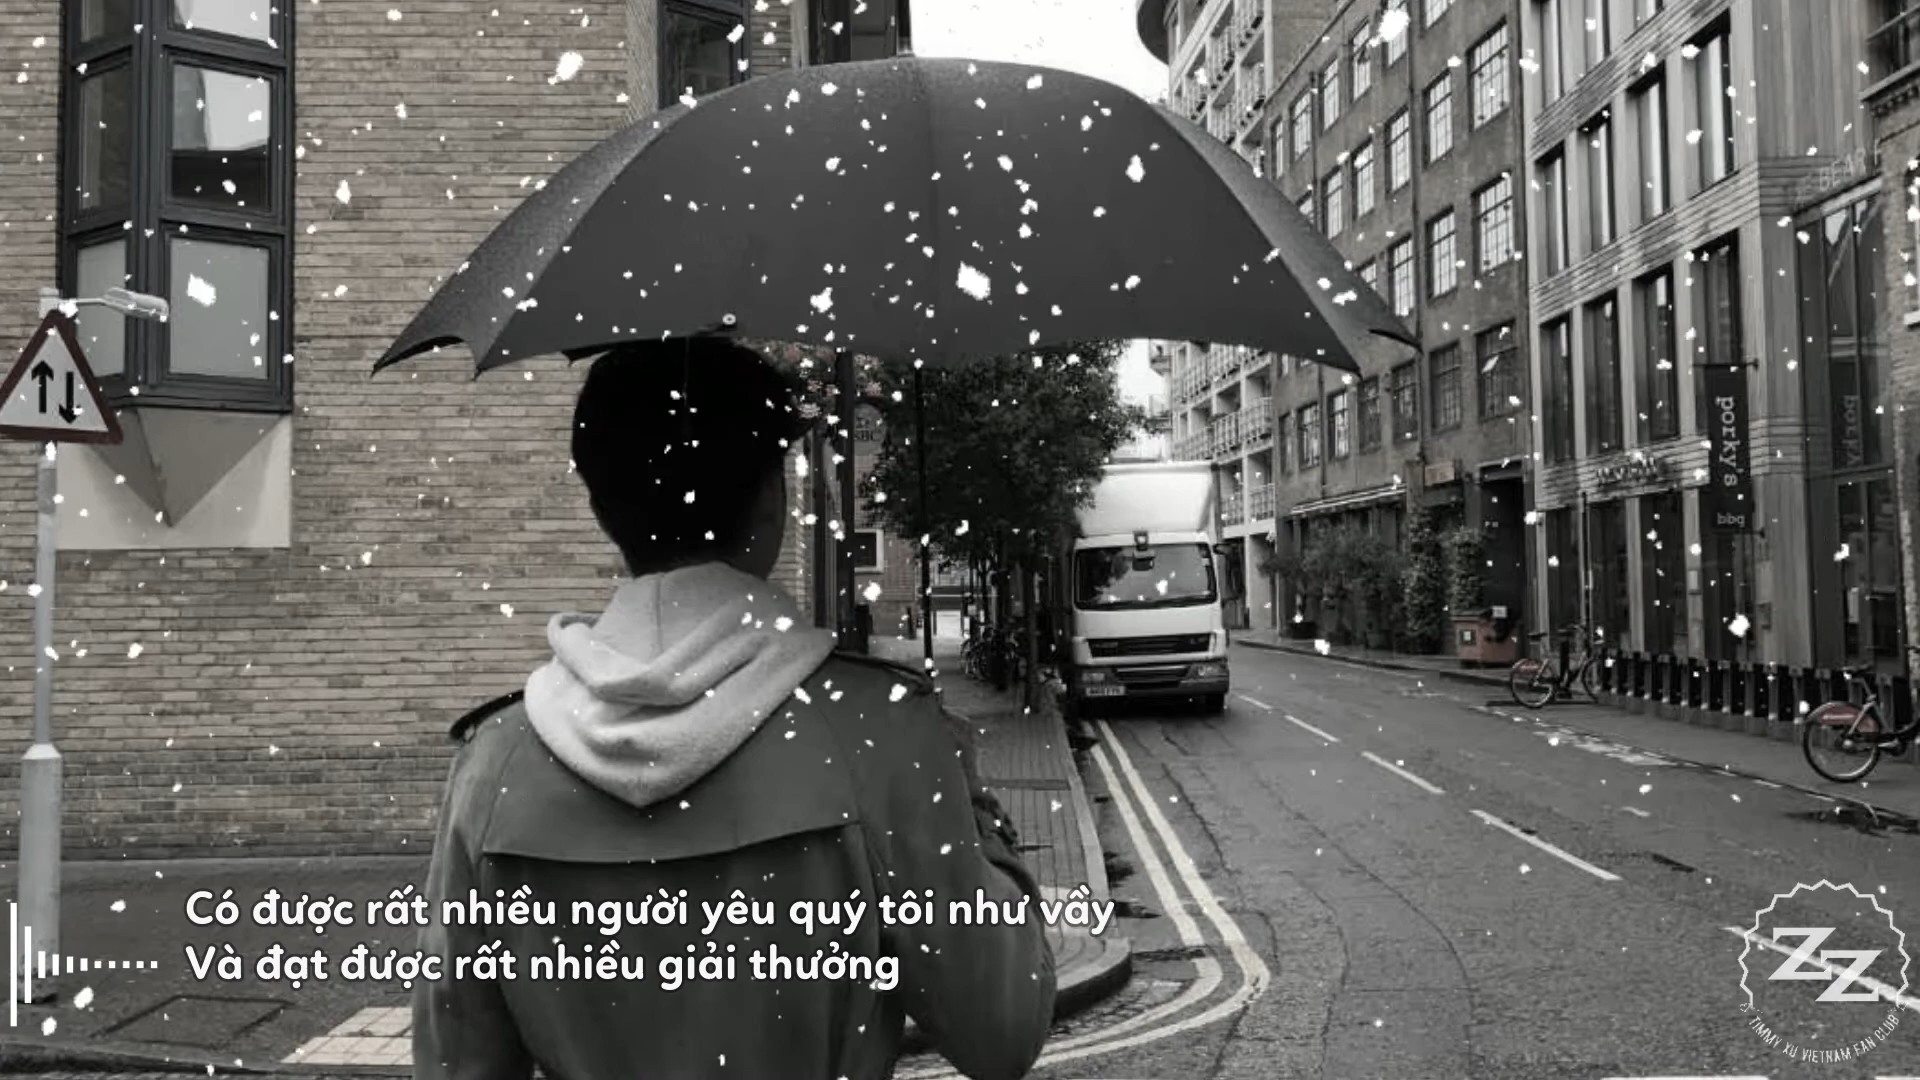 porky's
bbq
Có được rất nhiều người yêu quý tôi như vầy
Và đạt được rất nhiều giải thưởng
ZZ
TIMMY XU VIETNAM FAN CLUB